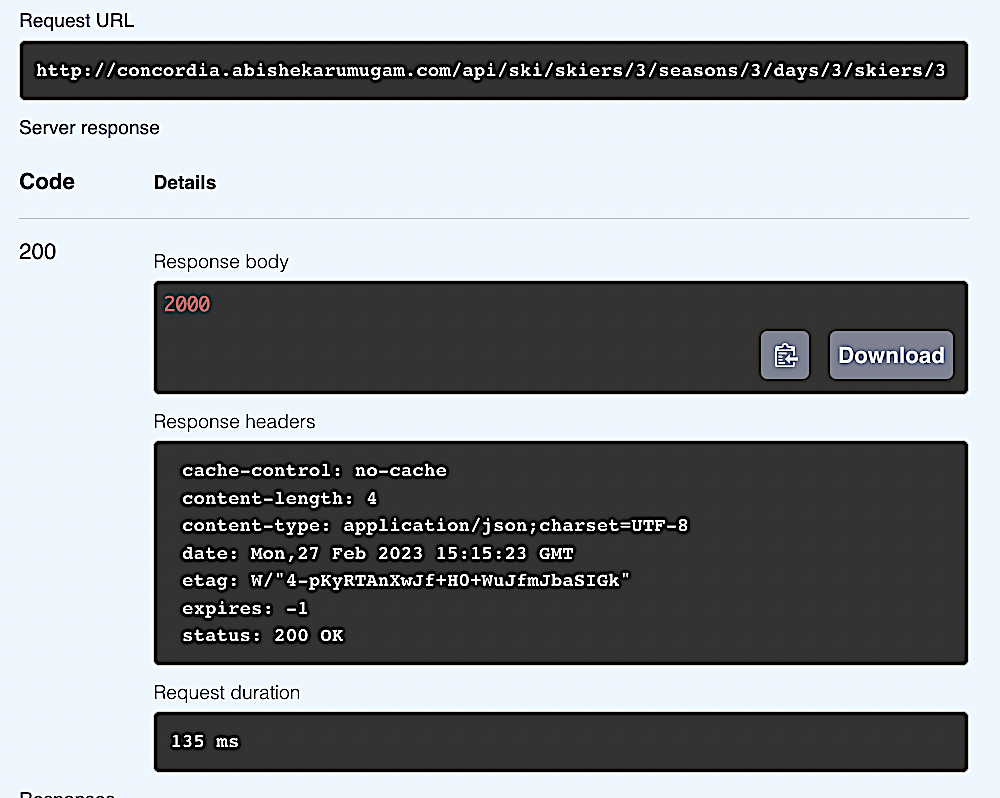 Request URL
http://concordia.abishekarumugam.com/api/ski/skiers/3/seasons/3/days/3/skiers/3
Server response
Code Details
200
Response body
2000
Download
Response headers
cache-control: no-cache
content-length: 4
content-type: application/json;charset=UTF-8
date: Mon,27 Feb 2023 15:15:23 GMT
etag: W/"4-pKyRTAnXwJf+HO+WuJfmJbaSIGk"
expires: -1
status: 200 OK
Request duration
135 ms
Responses